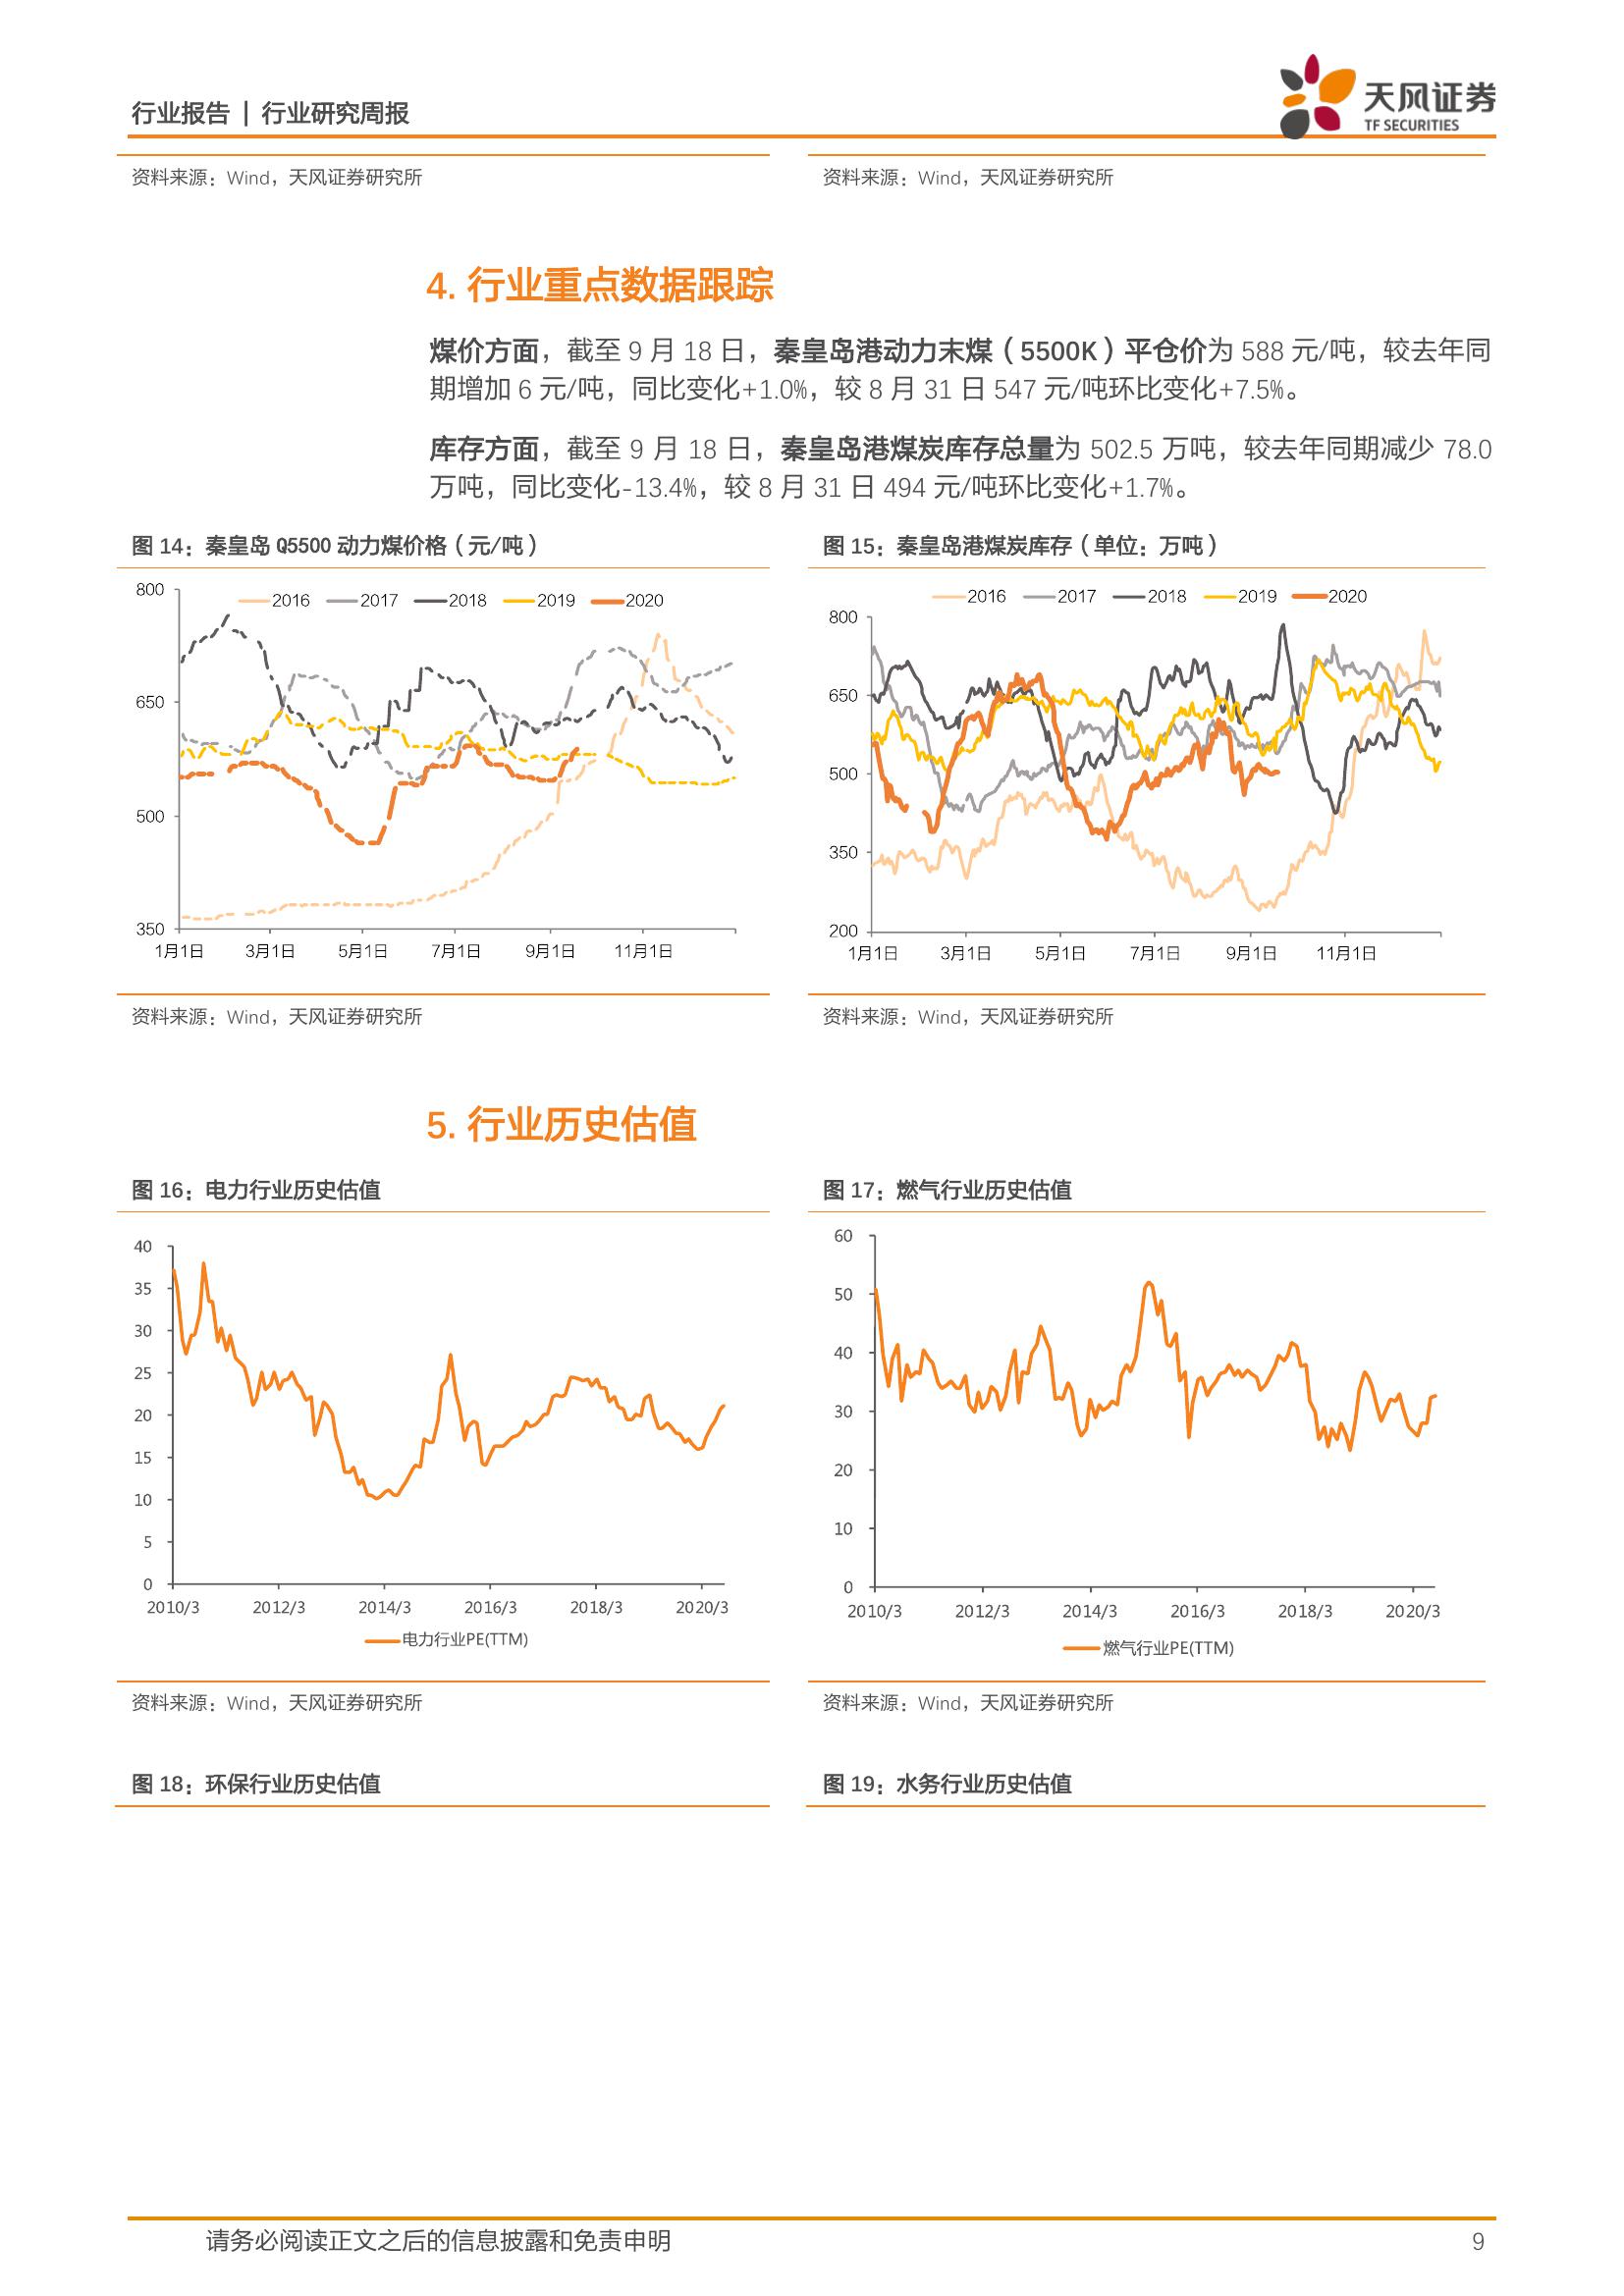 行业报告 | 行业研究周报
天风证券
TF SECURITIES
资料来源：Wind，天风证券研究所
资料来源：Wind，天风证券研究所
4. 行业重点数据跟踪
煤价方面，截至 9 月 18 日，秦皇岛港动力末煤（5500K）平仓价为 588 元/吨，较去年同
期增加 6 元/吨，同比变化+1.0%，较 8 月 31 日 547 元/吨环比变化+7.5%。
库存方面，截至 9 月 18 日，秦皇岛港煤炭库存总量为 502.5 万吨，较去年同期减少 78.0
万吨，同比变化-13.4%，较 8 月 31 日 494 元/吨环比变化+1.7%。
图 14：秦皇岛 Q5500 动力煤价格（元/吨）
800
650
500
350
2016 2017 2018 2019 2020
1月1日 3月1日 5月1日 7月1日 9月1日 11月1日
资料来源：Wind，天风证券研究所
图 15：秦皇岛港煤炭库存（单位：万吨）
2016 2017 2018 2019 2020
800
650
500
350
200
1月1日 3月1日 5月1日 7月1日 9月1日 11月1日
资料来源：Wind，天风证券研究所
5. 行业历史估值
图 16：电力行业历史估值
40
35
30
25
20
15
10
5
0
2010/3 2012/3 2014/3 2016/3 2018/3 2020/3
电力行业PE(TTM)
资料来源：Wind，天风证券研究所
图 17：燃气行业历史估值
60
50
40
30
20
10
0
2010/3 2012/3 2014/3 2016/3 2018/3 2020/3
燃气行业PE(TTM)
资料来源：Wind，天风证券研究所
图 18：环保行业历史估值
图 19：水务行业历史估值
请务必阅读正文之后的信息披露和免责申明
9